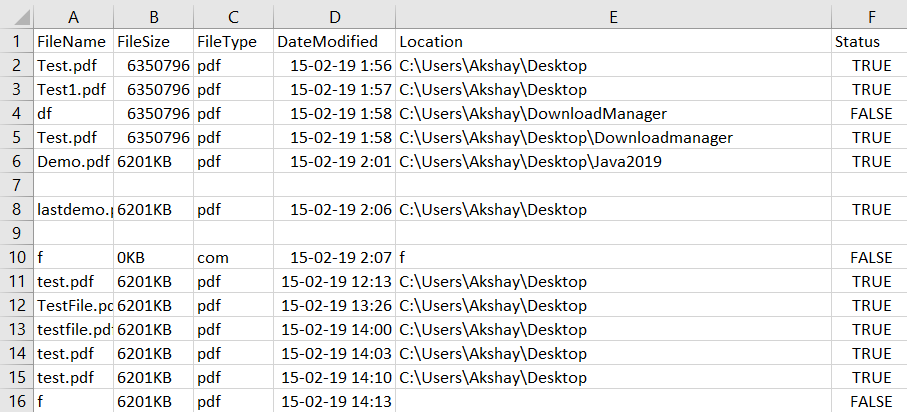 A B C D E F
1 FileName FileSize FileType DateModified Location Status
2 Test.pdf 6350796 pdf 15-02-19 1:56 C:\Users\Akshay\Desktop TRUE
3 Test1.pdf 6350796 pdf 15-02-19 1:57 C:\Users\Akshay\Desktop TRUE
4 df 6350796 pdf 15-02-19 1:58 C:\Users\Akshay\DownloadManager FALSE
5 Test.pdf 6350796 pdf 15-02-19 1:58 C:\Users\Akshay\Desktop\Downloadmanager TRUE
6 Demo.pdf 6201KB pdf 15-02-19 2:01 C:\Users\Akshay\Desktop\Java2019 TRUE
7
8 lastdemo.p 6201KB pdf 15-02-19 2:06 C:\Users\Akshay\Desktop TRUE
9
10 f 0KB com 15-02-19 2:07 f FALSE
11 test.pdf 6201KB pdf 15-02-19 12:13 C:\Users\Akshay\Desktop TRUE
12 TestFile.pd 6201KB pdf 15-02-19 13:26 C:\Users\Akshay\Desktop TRUE
13 testfile.pd 6201KB pdf 15-02-19 14:00 C:\Users\Akshay\Desktop TRUE
14 test.pdf 6201KB pdf 15-02-19 14:03 C:\Users\Akshay\Desktop TRUE
15 test.pdf 6201KB pdf 15-02-19 14:10 C:\Users\Akshay\Desktop TRUE
16 f 6201KB pdf 15-02-19 14:13 FALSE